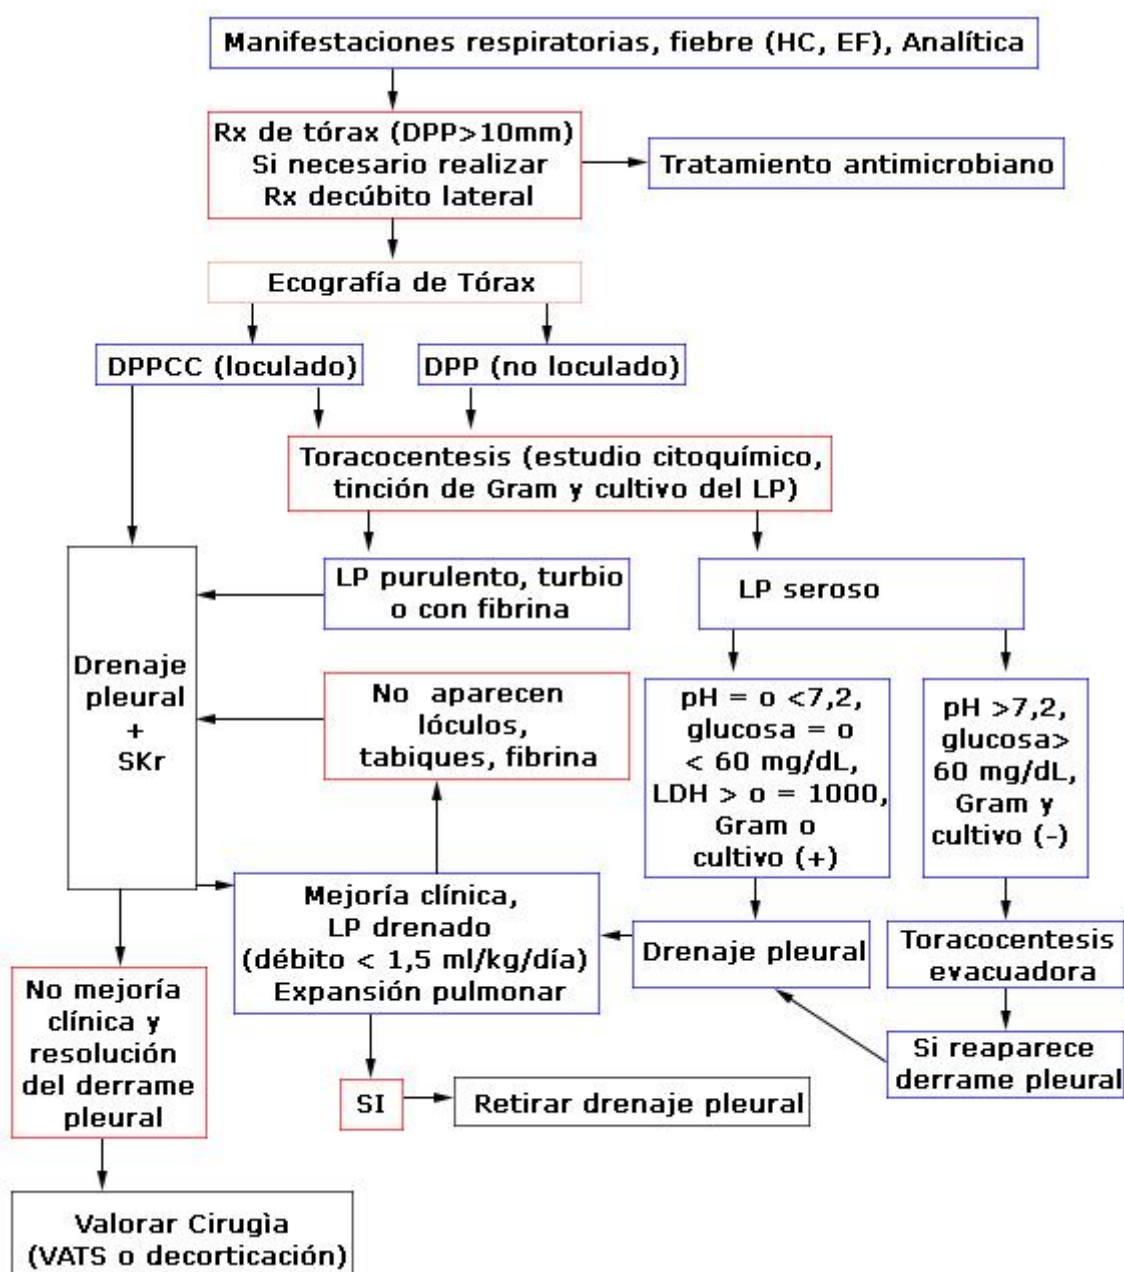 Manifestaciones respiratorias, fiebre (HC, EF), Analítica
Rx de tórax (DPP>10mm)
Si necesario realizar
Rx decúbito lateral
Tratamiento antimicrobiano
Ecografía de Tórax
DPPCC (loculado)
DPP (no loculado)
Toracocentesis (estudio citoquímico,
tinción de Gram y cultivo del LP)
LP purulento, turbio
o con fibrina
LP seroso
Drenaje
pleural
+
SKr
No aparecen
lóculos,
tabiques, fibrina
pH = o <7,2,
glucosa = o
< 60 mg/dL,
LDH > o = 1000,
Gram o
cultivo (+)
pH >7,2,
glucosa>
60 mg/dL,
Gram y
cultivo (-)
Mejoría clínica,
LP drenado
(débito < 1,5 ml/kg/día)
Expansión pulmonar
Drenaje pleural
Toracocentesis
evacuadora
No mejoría
clínica y
resolución
del derrame
pleural
Si reaparece
derrame pleural
SI
Retirar drenaje pleural
Valorar Cirugìa
(VATS o decorticación)